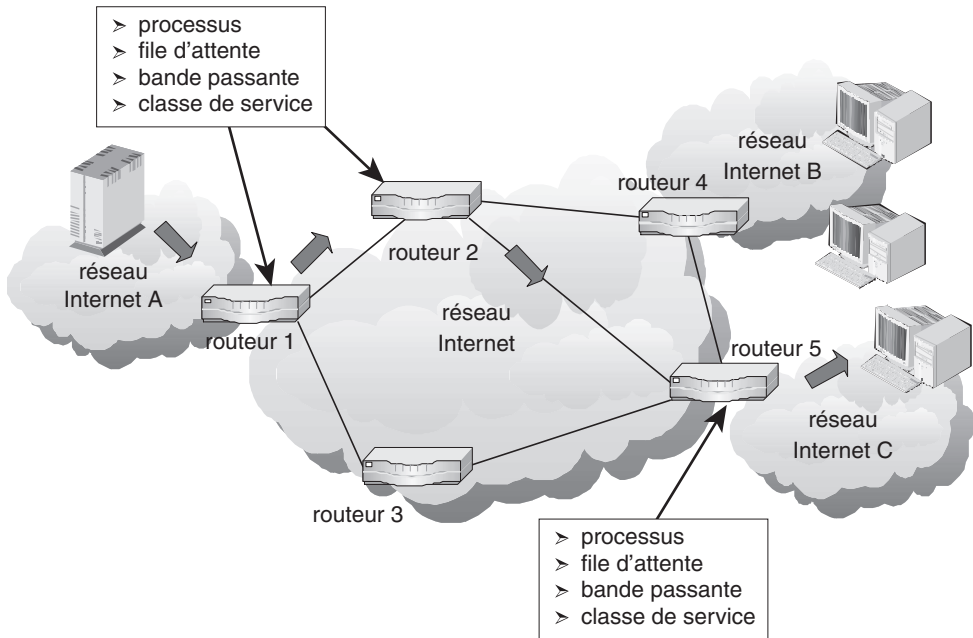 ➢ processus
➢ file d'attente
➢ bande passante
➢ classe de service
réseau
Internet B
routeur 4
routeur 2
réseau
Internet A
routeur 1
réseau
Internet
routeur 5
réseau
Internet C
routeur 3
➢ processus
➢ file d'attente
➢ bande passante
➢ classe de service